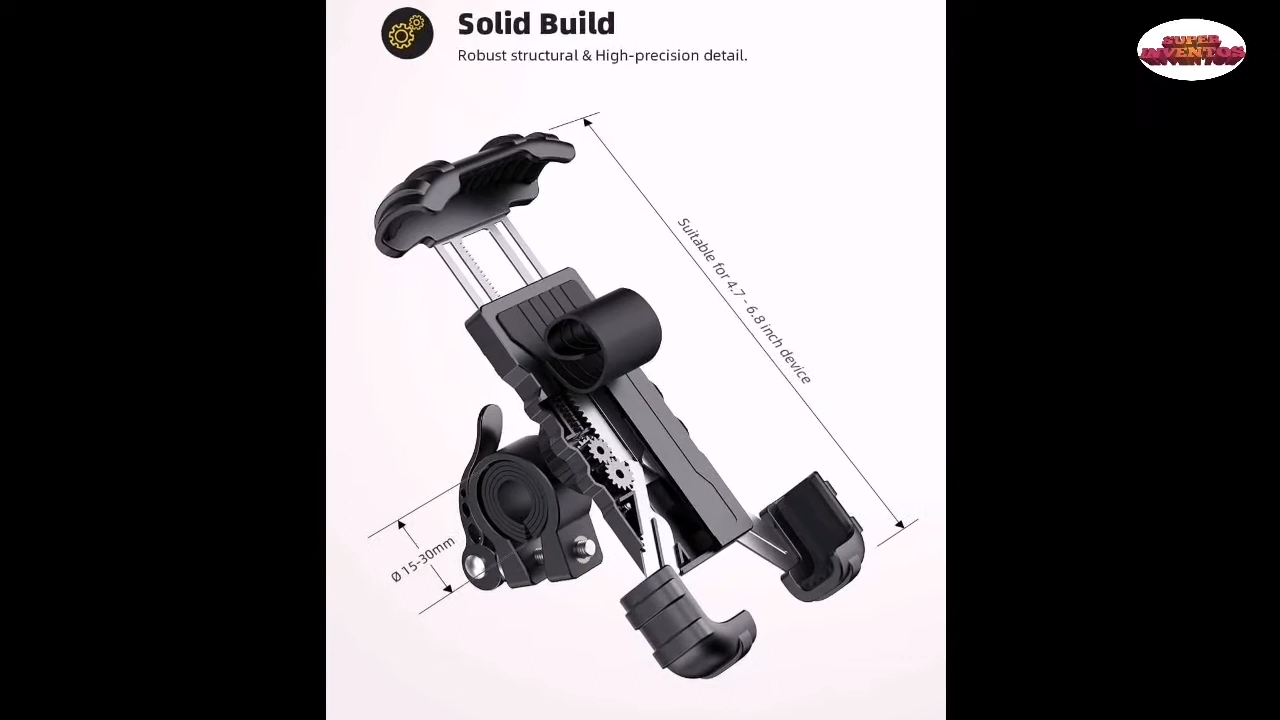 Solid Build
Robust structural & High-precision detail.
SUPER
INVENTOS
Suitable for 4.7 - 6.8 inch device
Ø 15-30mm